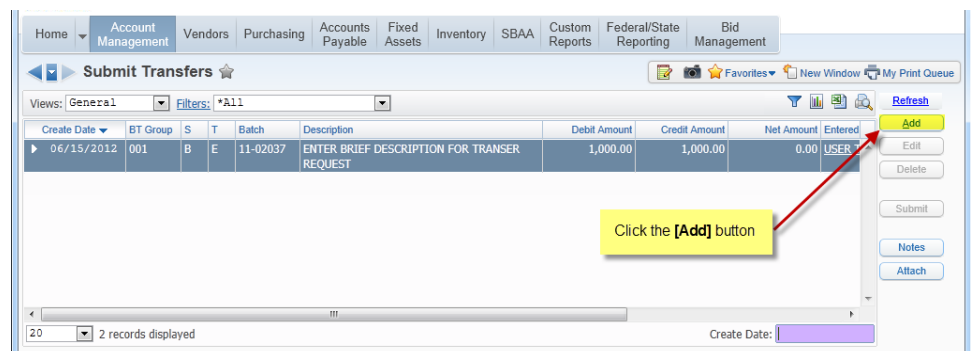 Home Account Management Vendors Purchasing Accounts Payable Fixed Assets Inventory SBAA Custom Reports Federal/State Reporting Bid Management
Submit Transfers Favorites New Window My Print Queue
Views: General Filters: *All Refresh
Create Date BT Group S T Batch Description Debit Amount Credit Amount Net Amount Entered
Add
06/15/2012 001 B E 11-02037 ENTER BRIEF DESCRIPTION FOR TRANSER 1,000.00 1,000.00 0.00 USER T
REQUEST
Edit
Delete
Submit
Click the [Add] button
Notes
Attach
20 2 records displayed Create Date: